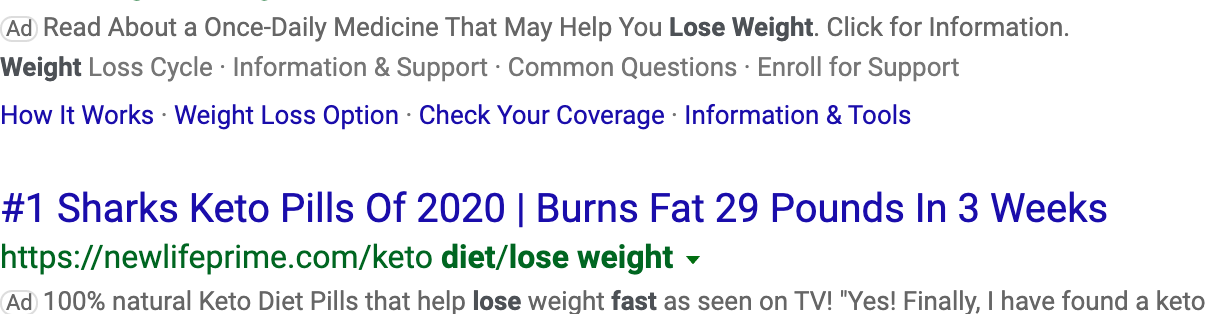 Ad Read About a Once-Daily Medicine That May Help You Lose Weight. Click for Information.
Weight Loss Cycle · Information & Support · Common Questions · Enroll for Support
How It Works · Weight Loss Option · Check Your Coverage · Information & Tools
#1 Sharks Keto Pills Of 2020 | Burns Fat 29 Pounds In 3 Weeks
https://newlifeprime.com/keto diet/lose weight
Ad 100% natural Keto Diet Pills that help lose weight fast as seen on TV! "Yes! Finally, I have found a keto